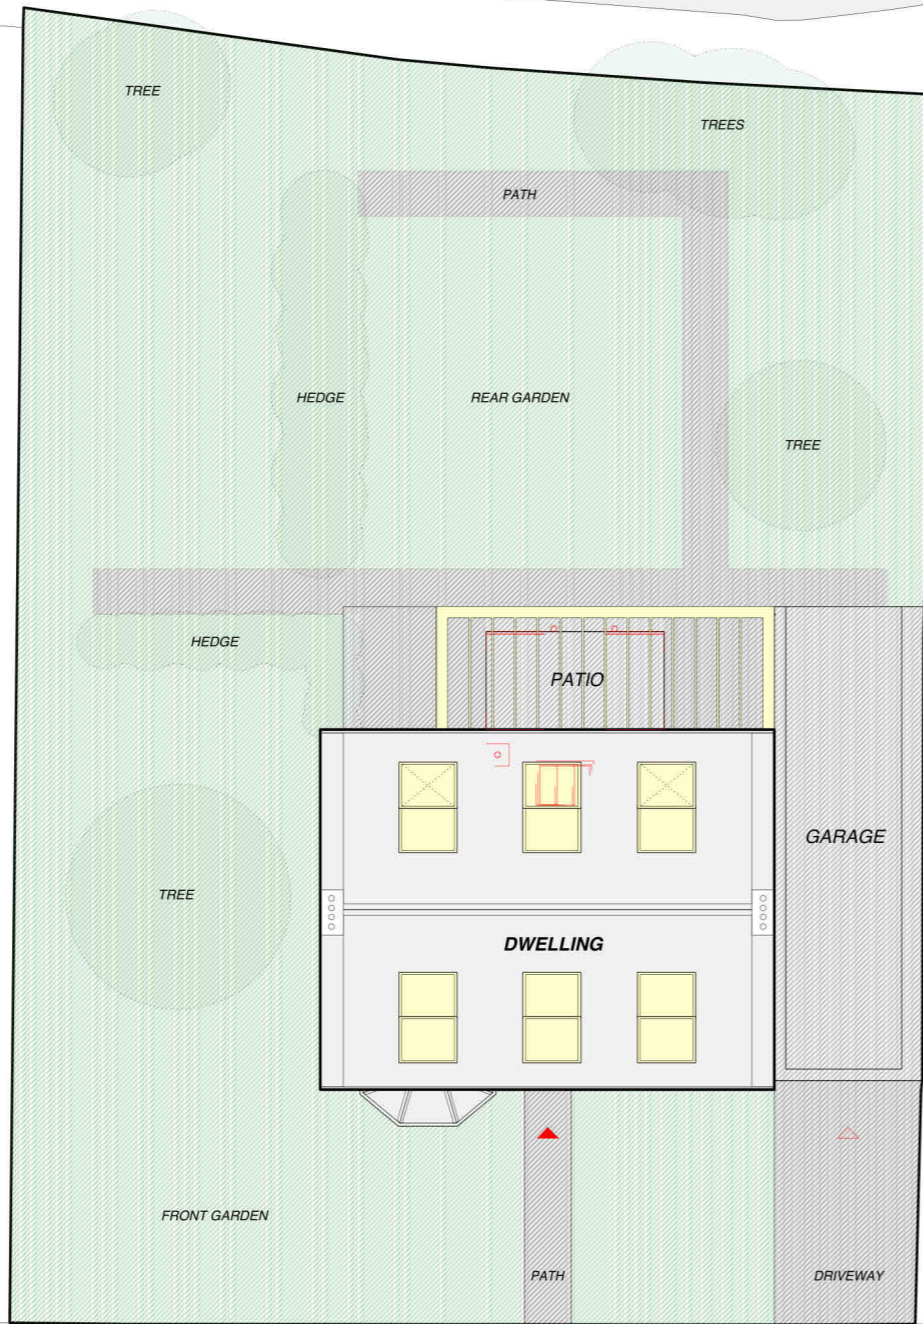 TREE
TREES
PATH
HEDGE
REAR GARDEN
TREE
HEDGE
PATIO
GARAGE
TREE
DWELLING
FRONT GARDEN
PATH
DRIVEWAY